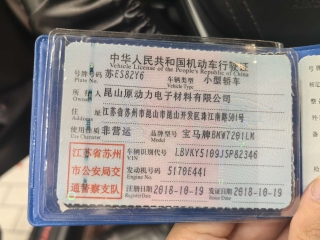 中华人民共和国机动车行驶证
Vehicle License of the People's Republic of China
号牌号码 苏ES8ZY6 车辆类型 小型轿车
Plate No. Vehicle Type
所有人 昆山原动力电子材料有限公司
Owner
住址 江苏省苏州市昆山市昆山开发区珠江南路501号
Address
使用性质 非营运 品牌型号 宝马牌BMW7201LM
Use Character Model
江苏省苏州市公安局交通警察支队
车辆识别代号 LBVKY5109JSP82346
VIN
发动机号码 5170E441
Engine No.
注册日期 2018-10-19 发证日期 2018-10-19
Register Date Issue Date